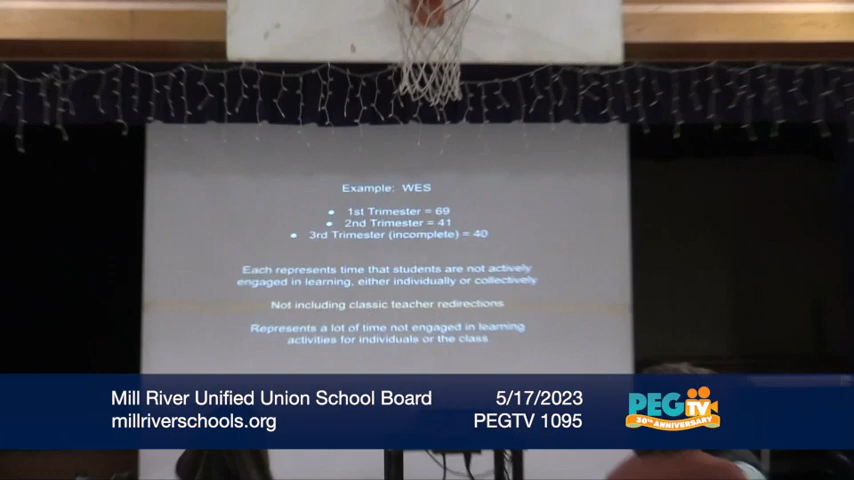 Example: WES
● 1st Trimester = 69
● 2nd Trimester = 41
● 3rd Trimester (incomplete) = 40
Each represents time that students are not actively
engaged in learning, either individually or collectively
Not including classic teacher redirections
Represents a lot of time not engaged in learning
activities for individuals or the class
Mill River Unified Union School Board 5/17/2023
millriverschools.org PEGTV 1095
PEGTV
30TH ANNIVERSARY